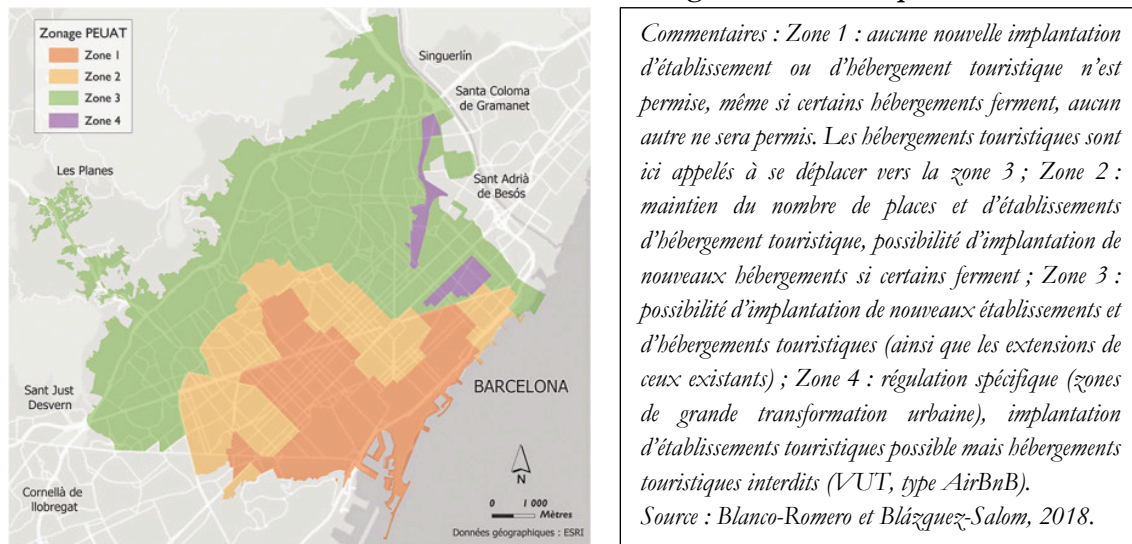 Zonage PEUAT
Zone 1
Zone 2
Zone 3
Zone 4
Singuerlín
Santa Coloma
de Gramanet
Les Planes
Sant Adrià
de Besós
BARCELONA
Sant Just
Desvern
Cornellà de
llobregat
N
0 1 000
Mètres
Données géographiques : ESRI
Commentaires : Zone 1 : aucune nouvelle implantation
d'établissement ou d'hébergement touristique n'est
permise, même si certains hébergements ferment, aucun
autre ne sera permis. Les hébergements touristiques sont
ici appelés à se déplacer vers la zone 3 ; Zone 2 :
maintien du nombre de places et d'établissements
d'hébergement touristique, possibilité d'implantation de
nouveaux hébergements si certains ferment ; Zone 3 :
possibilité d'implantation de nouveaux établissements et
d'hébergements touristiques (ainsi que les extensions de
ceux existants) ; Zone 4 : régulation spécifique (zones
de grande transformation urbaine), implantation
d'établissements touristiques possible mais hébergements
touristiques interdits (VUT, type AirBnB).
Source : Blanco-Romero et Blázquez-Salom, 2018.